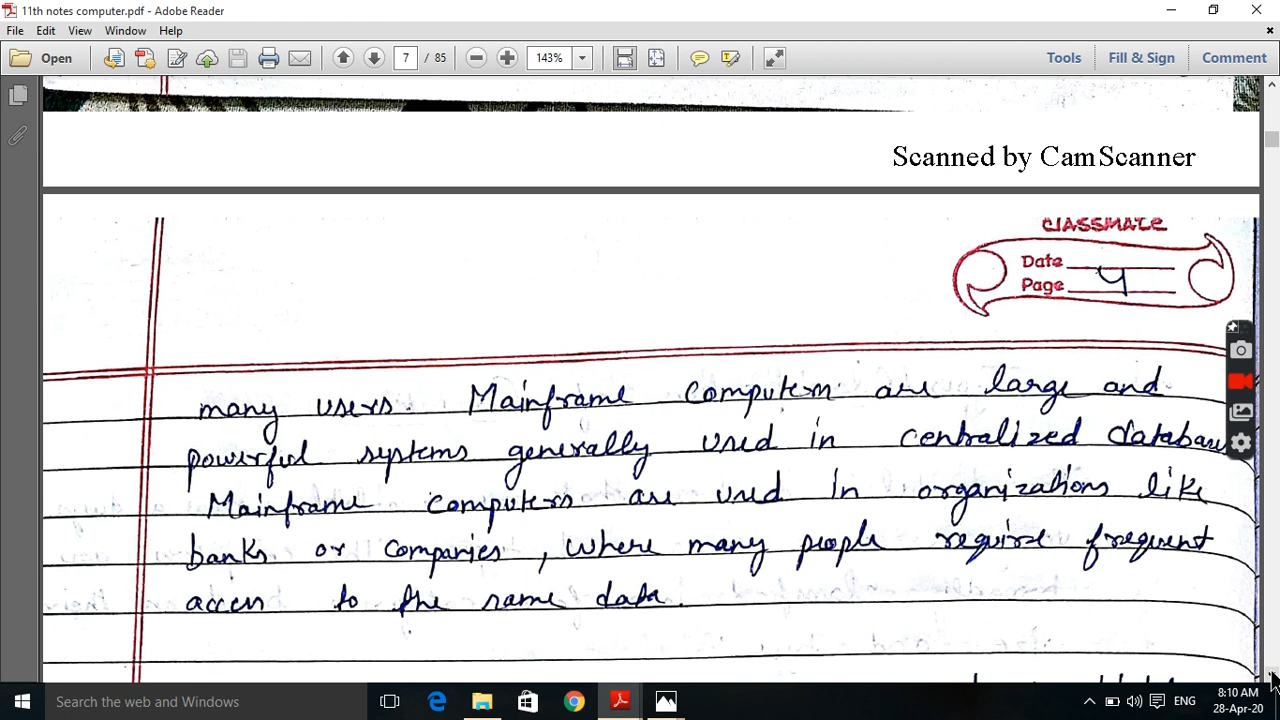 11th notes computer.pdf - Adobe Reader
File Edit View Window Help
Open 7 / 85 143% Tools Fill & Sign Comment
Scanned by CamScanner
CLASSMATE
Date
Page 4
many users. Mainframe computers are large and
powerful systems generally used in centralized database
Mainframe computers are used in organizations like
banks or companies, where many people require frequent
access to the same data.
Search the web and Windows
ENG
8:10 AM
28-Apr-20